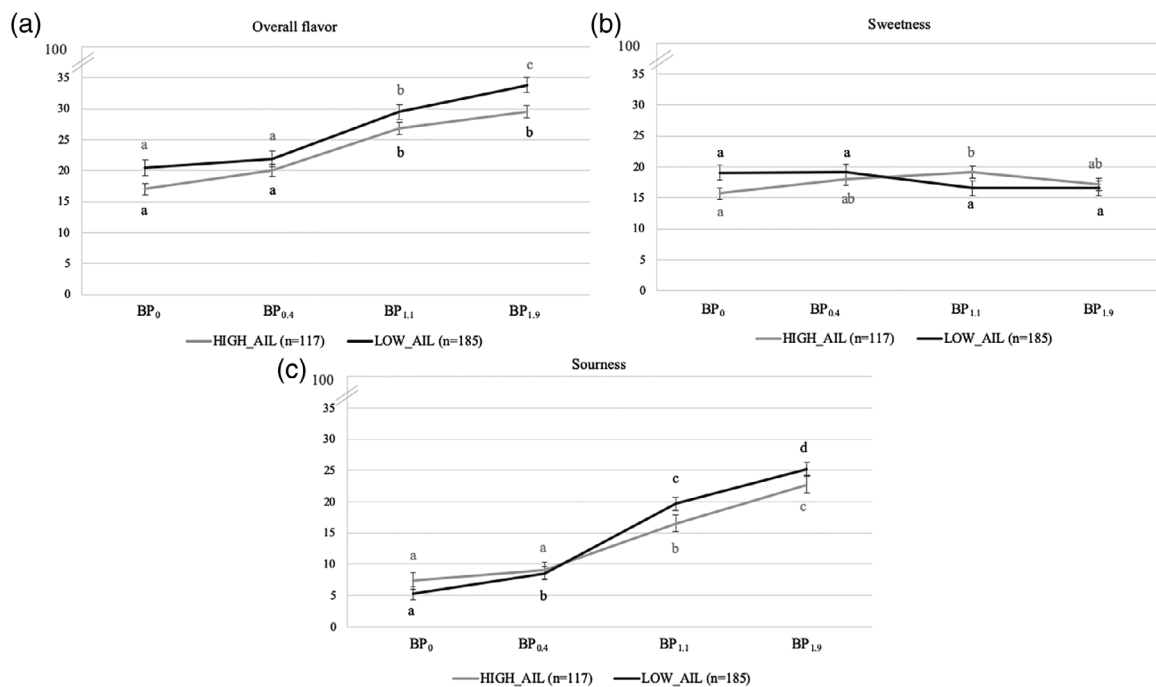 (a)
Overall flavor
100
35
30
25
20
15
10
5
0
a
a
b
c
a
a
b
b
BP0
BP0.4
BP1.1
BP1.9
HIGH_AIL (n=117)
LOW_AIL (n=185)
(b)
Sweetness
100
35
30
25
20
15
10
5
0
a
a
b
ab
a
ab
a
a
BP0
BP0.4
BP1.1
BP1.9
HIGH_AIL (n=117)
LOW_AIL (n=185)
(c)
Sourness
100
35
30
25
20
15
10
5
0
a
a
c
d
a
b
b
c
BP0
BP0.4
BP1.1
BP1.9
HIGH_AIL (n=117)
LOW_AIL (n=185)